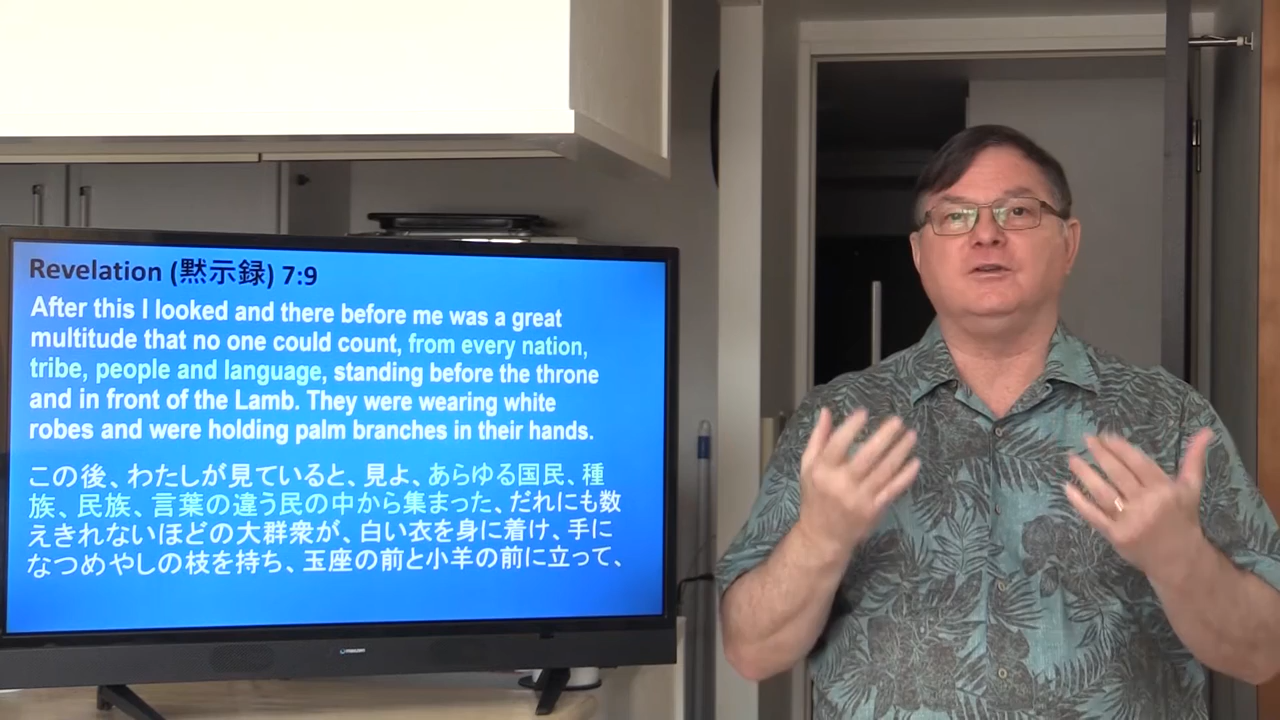 Revelation (黙示録) 7:9
After this I looked and there before me was a great
multitude that no one could count, from every nation,
tribe, people and language, standing before the throne
and in front of the Lamb. They were wearing white
robes and were holding palm branches in their hands.
この後、わたしが見ていると、見よ、あらゆる国民、種
族、民族、言葉の違う民の中から集まった、だれにも数
えきれないほどの大群衆が、白い衣を身に着け、手に
なつめやしの枝を持ち、玉座の前と小羊の前に立って、